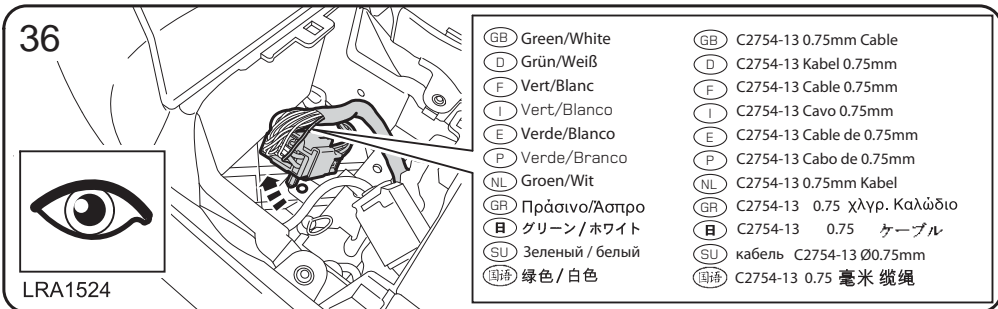 36
LRA1524
GB Green/White
D Grün/Weiß
F Vert/Blanc
I Vert/Blanco
E Verde/Blanco
P Verde/Branco
NL Groen/Wit
GR Πράσινο/Άσπρο
日 グリーン/ホワイト
SU Зеленый / белый
国语 绿色/白色
GB C2754-13 0.75mm Cable
D C2754-13 Kabel 0.75mm
F C2754-13 Cable 0.75mm
I C2754-13 Cavo 0.75mm
E C2754-13 Cable de 0.75mm
P C2754-13 Cabo de 0.75mm
NL C2754-13 0.75mm Kabel
GR C2754-13 0.75 χλγρ. Καλώδιο
日 C2754-13 0.75 ケーブル
SU кабель C2754-13 Ø0.75mm
国语 C2754-13 0.75 毫米 缆绳